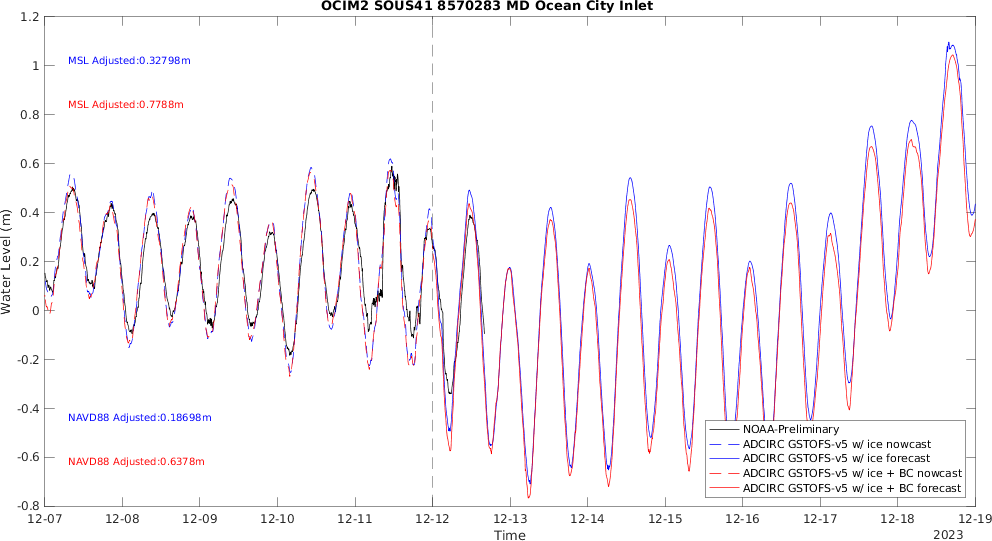 OCIM2 SOUS41 8570283 MD Ocean City Inlet
1.2
1
0.8
0.6
0.4
0.2
0
-0.2
-0.4
-0.6
-0.8
Water Level (m)
MSL Adjusted:0.32798m
MSL Adjusted:0.7788m
NAVD88 Adjusted:0.18698m
NAVD88 Adjusted:0.6378m
NOAA-Preliminary
ADCIRC GSTOFS-v5 w/ ice nowcast
ADCIRC GSTOFS-v5 w/ ice forecast
ADCIRC GSTOFS-v5 w/ ice + BC nowcast
ADCIRC GSTOFS-v5 w/ ice + BC forecast
12-07 12-08 12-09 12-10 12-11 12-12 12-13 12-14 12-15 12-16 12-17 12-18 12-19
Time
2023